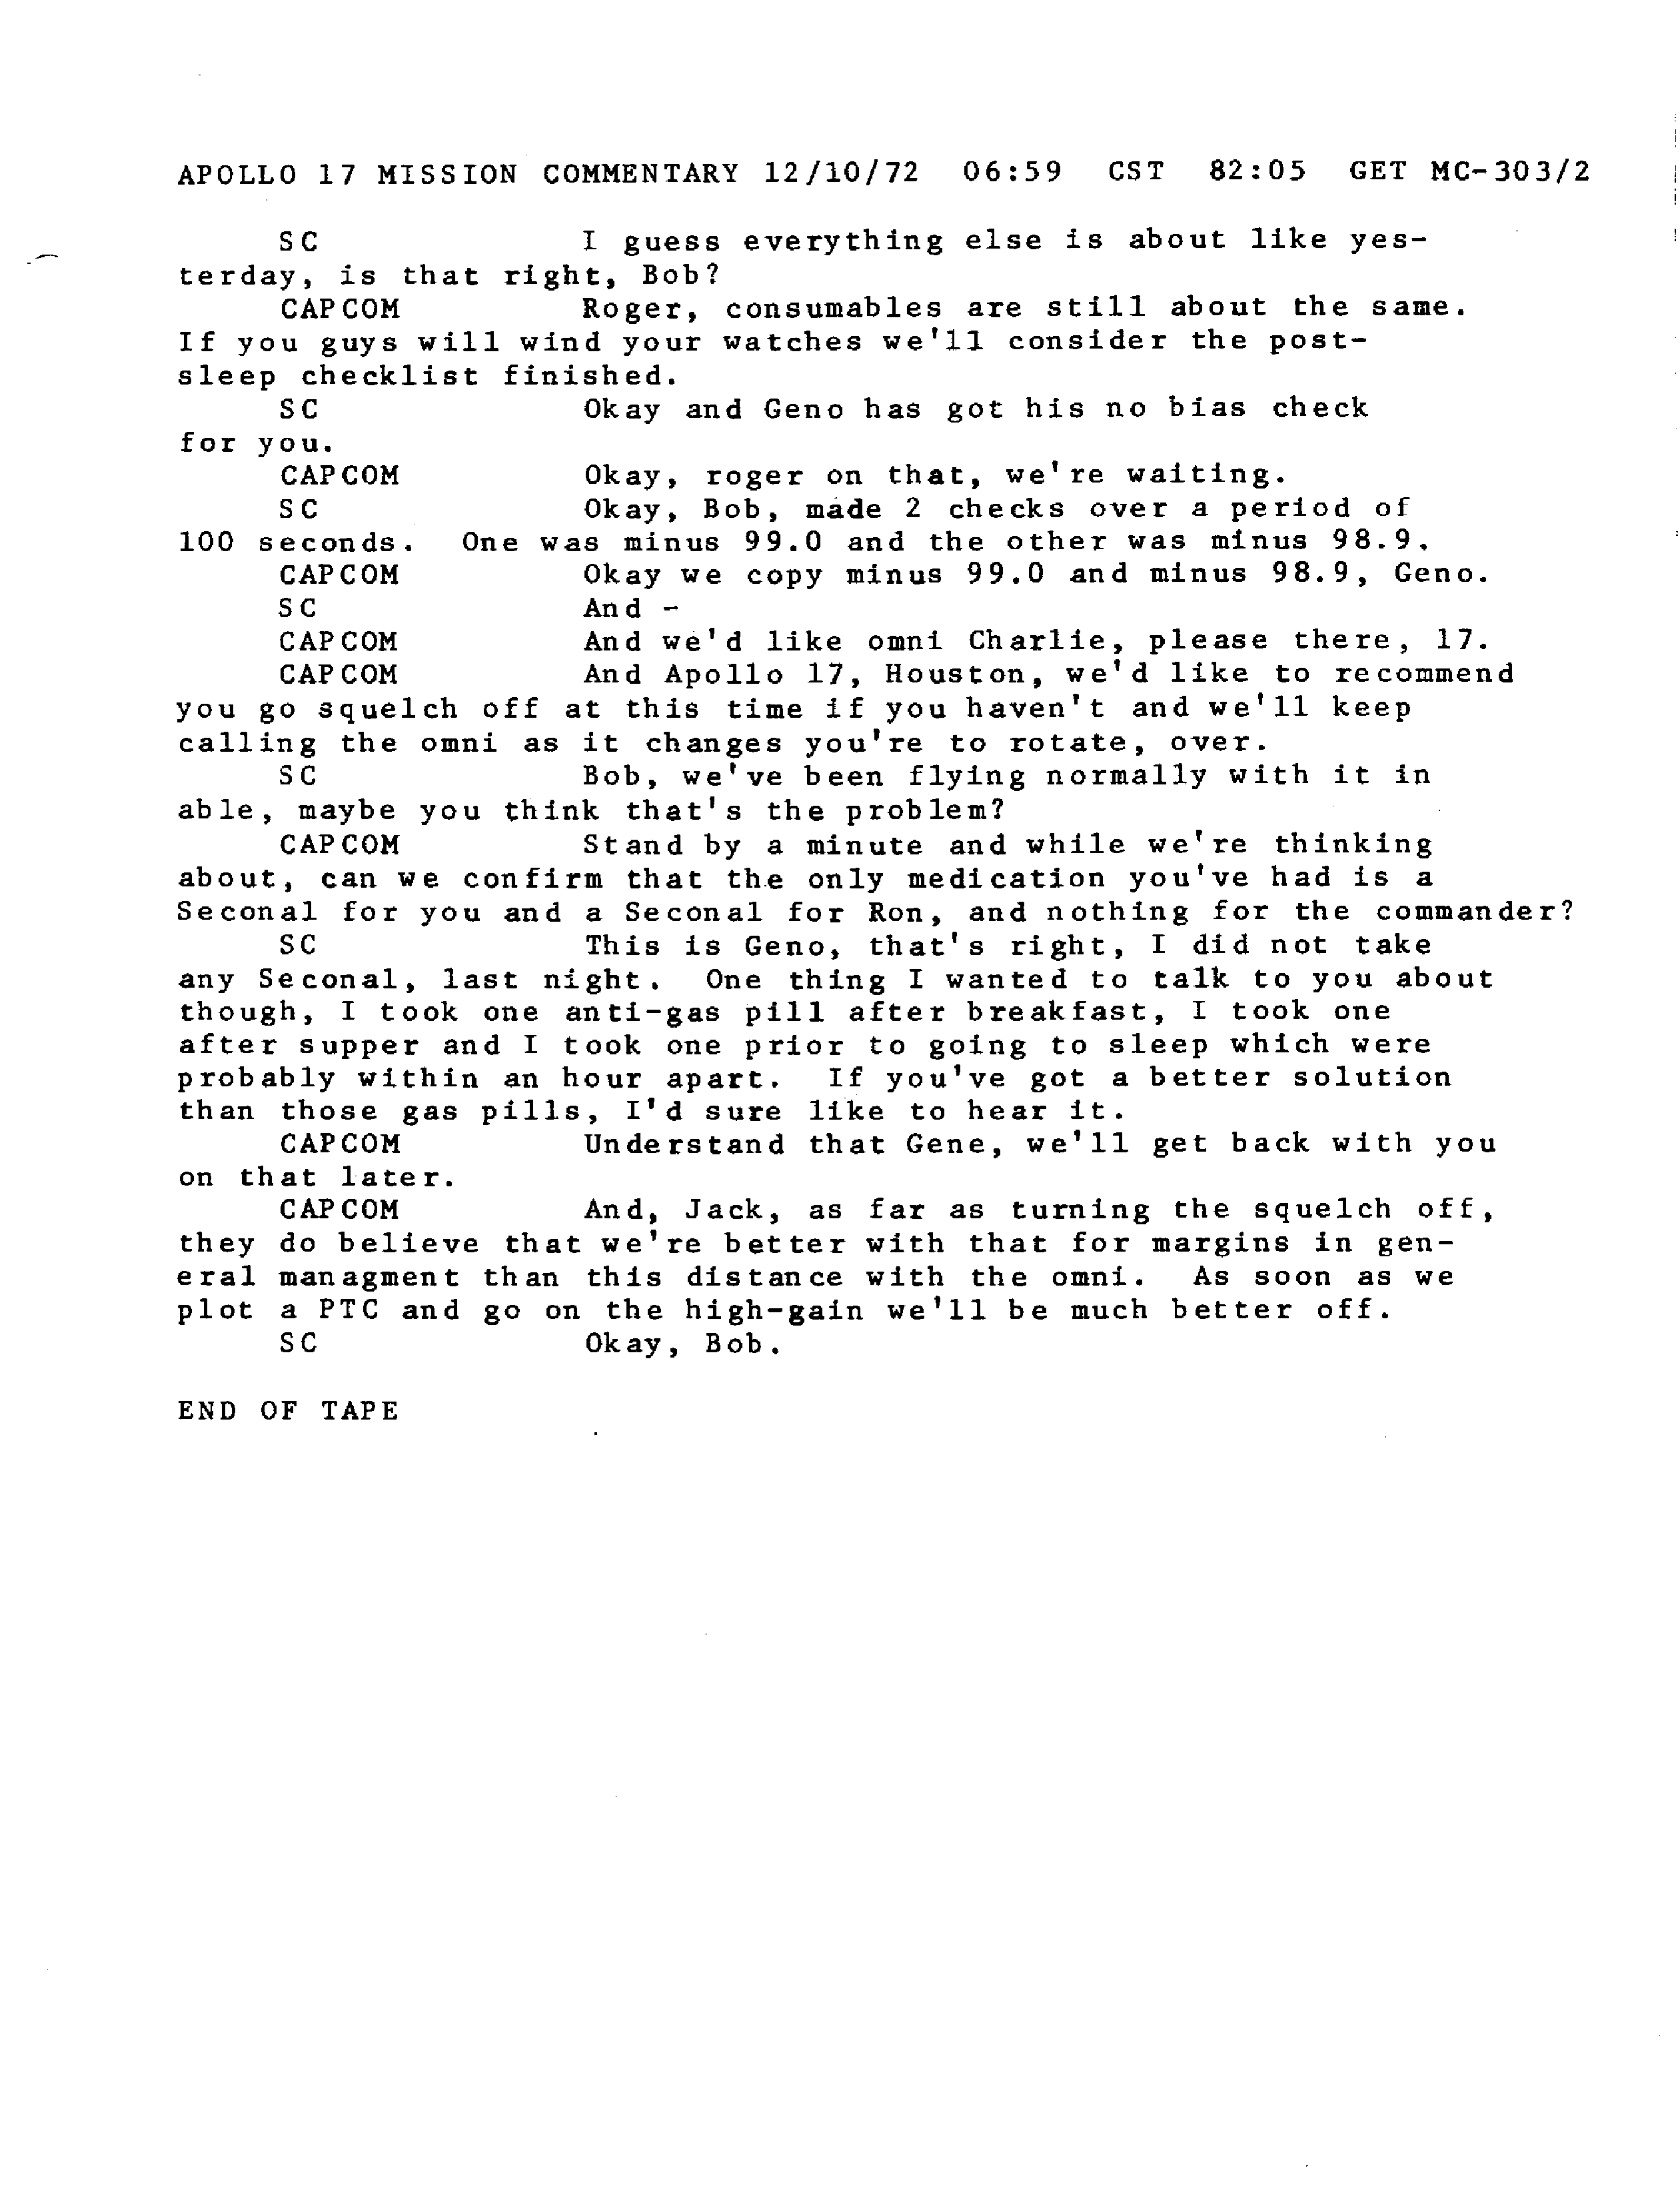 APOLLO 17 MISSION COMMENTARY 12/10/72 06:59 CST 82:05 GET MC-303/2
SC I guess everything else is about like yes-
terday, is that right, Bob?
CAPCOM Roger, consumables are still about the same.
If you guys will wind your watches we'll consider the post-
sleep checklist finished.
SC Okay and Geno has got his no bias check
for you.
CAPCOM Okay, roger on that, we're waiting.
SC Okay, Bob, made 2 checks over a period of
100 seconds. One was minus 99.0 and the other was minus 98.9.
CAPCOM Okay we copy minus 99.0 and minus 98.9, Geno.
SC And -
CAPCOM And we'd like omni Charlie, please there, 17.
CAPCOM And Apollo 17, Houston, we'd like to recommend
you go squelch off at this time if you haven't and we'll keep
calling the omni as it changes you're to rotate, over.
SC Bob, we've been flying normally with it in
able, maybe you think that's the problem?
CAPCOM Stand by a minute and while we're thinking
about, can we confirm that the only medication you've had is a
Seconal for you and a Seconal for Ron, and nothing for the commander?
SC This is Geno, that's right, I did not take
any Seconal, last night. One thing I wanted to talk to you about
though, I took one anti-gas pill after breakfast, I took one
after supper and I took one prior to going to sleep which were
probably within an hour apart. If you've got a better solution
than those gas pills, I'd sure like to hear it.
CAPCOM Understand that Gene, we'll get back with you
on that later.
CAPCOM And, Jack, as far as turning the squelch off,
they do believe that we're better with that for margins in gen-
eral managment than this distance with the omni. As soon as we
plot a PTC and go on the high-gain we'll be much better off.
SC Okay, Bob.
END OF TAPE